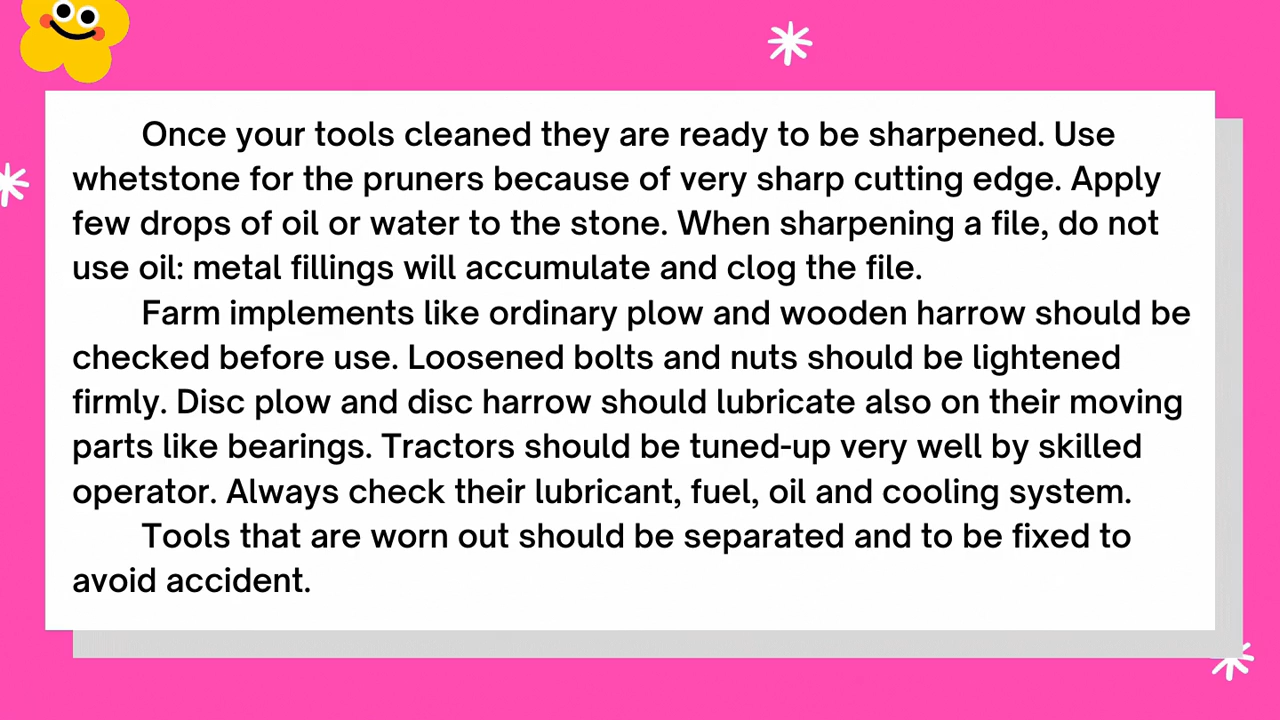 Once your tools cleaned they are ready to be sharpened. Use
whetstone for the pruners because of very sharp cutting edge. Apply
few drops of oil or water to the stone. When sharpening a file, do not
use oil: metal fillings will accumulate and clog the file.
Farm implements like ordinary plow and wooden harrow should be
checked before use. Loosened bolts and nuts should be lightened
firmly. Disc plow and disc harrow should lubricate also on their moving
parts like bearings. Tractors should be tuned-up very well by skilled
operator. Always check their lubricant, fuel, oil and cooling system.
Tools that are worn out should be separated and to be fixed to
avoid accident.